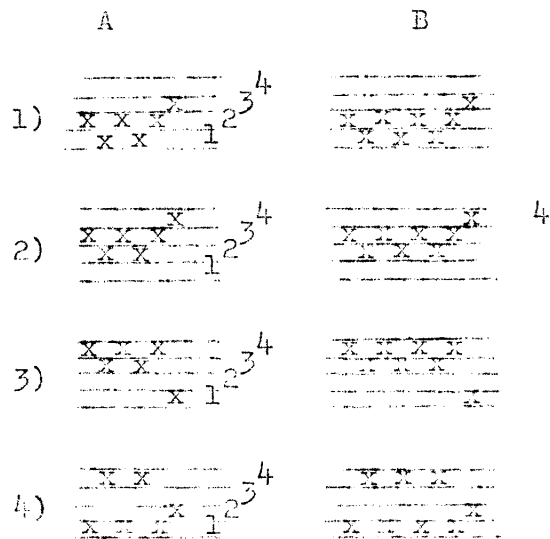 A B
x x
1) x x x 1 2 3 4 x x x x
x x x x x
x x 4
2) x x x 1 2 3 4 x x x x
x x x x x
3) x x x 1 2 3 4 x x x x
x x x x x
x x
4) x x 1 2 3 4 x x x
x x
x x x x x x x